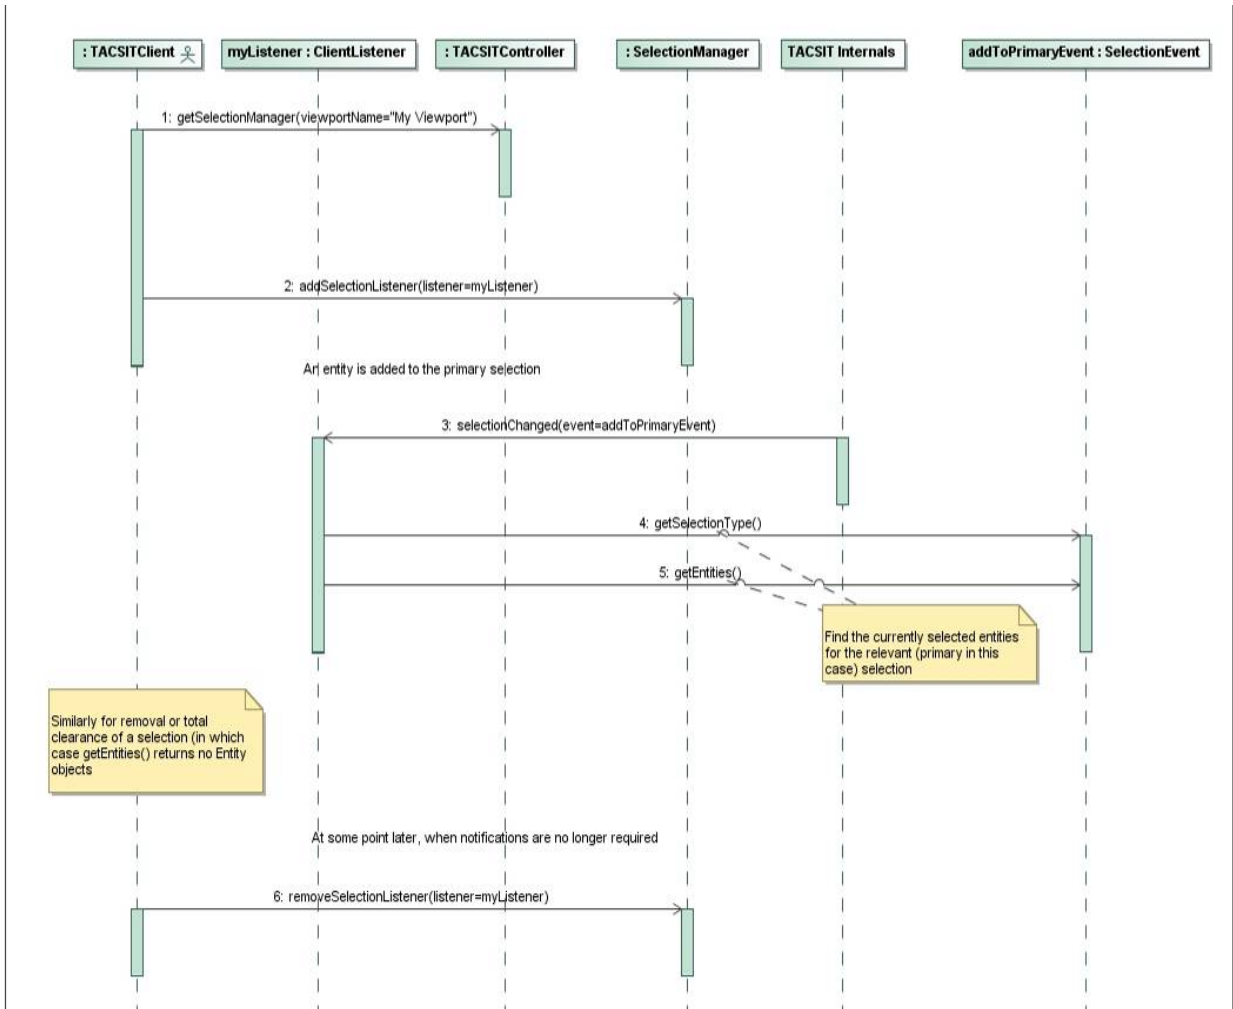 : TACSITClient
myListener : ClientListener
: TACSITController
: SelectionManager
TACSIT Internals
addToPrimaryEvent : SelectionEvent
1: getSelectionManager(viewportName="My Viewport")
2: addSelectionListener(listener=myListener)
An entity is added to the primary selection
3: selectionChanged(event=addToPrimaryEvent)
4: getSelectionType()
5: getEntities()
Find the currently selected entities
for the relevant (primary in this
case) selection
Similarly for removal or total
clearance of a selection (in which
case getEntities() returns no Entity
objects
At some point later, when notifications are no longer required
6: removeSelectionListener(listener=myListener)